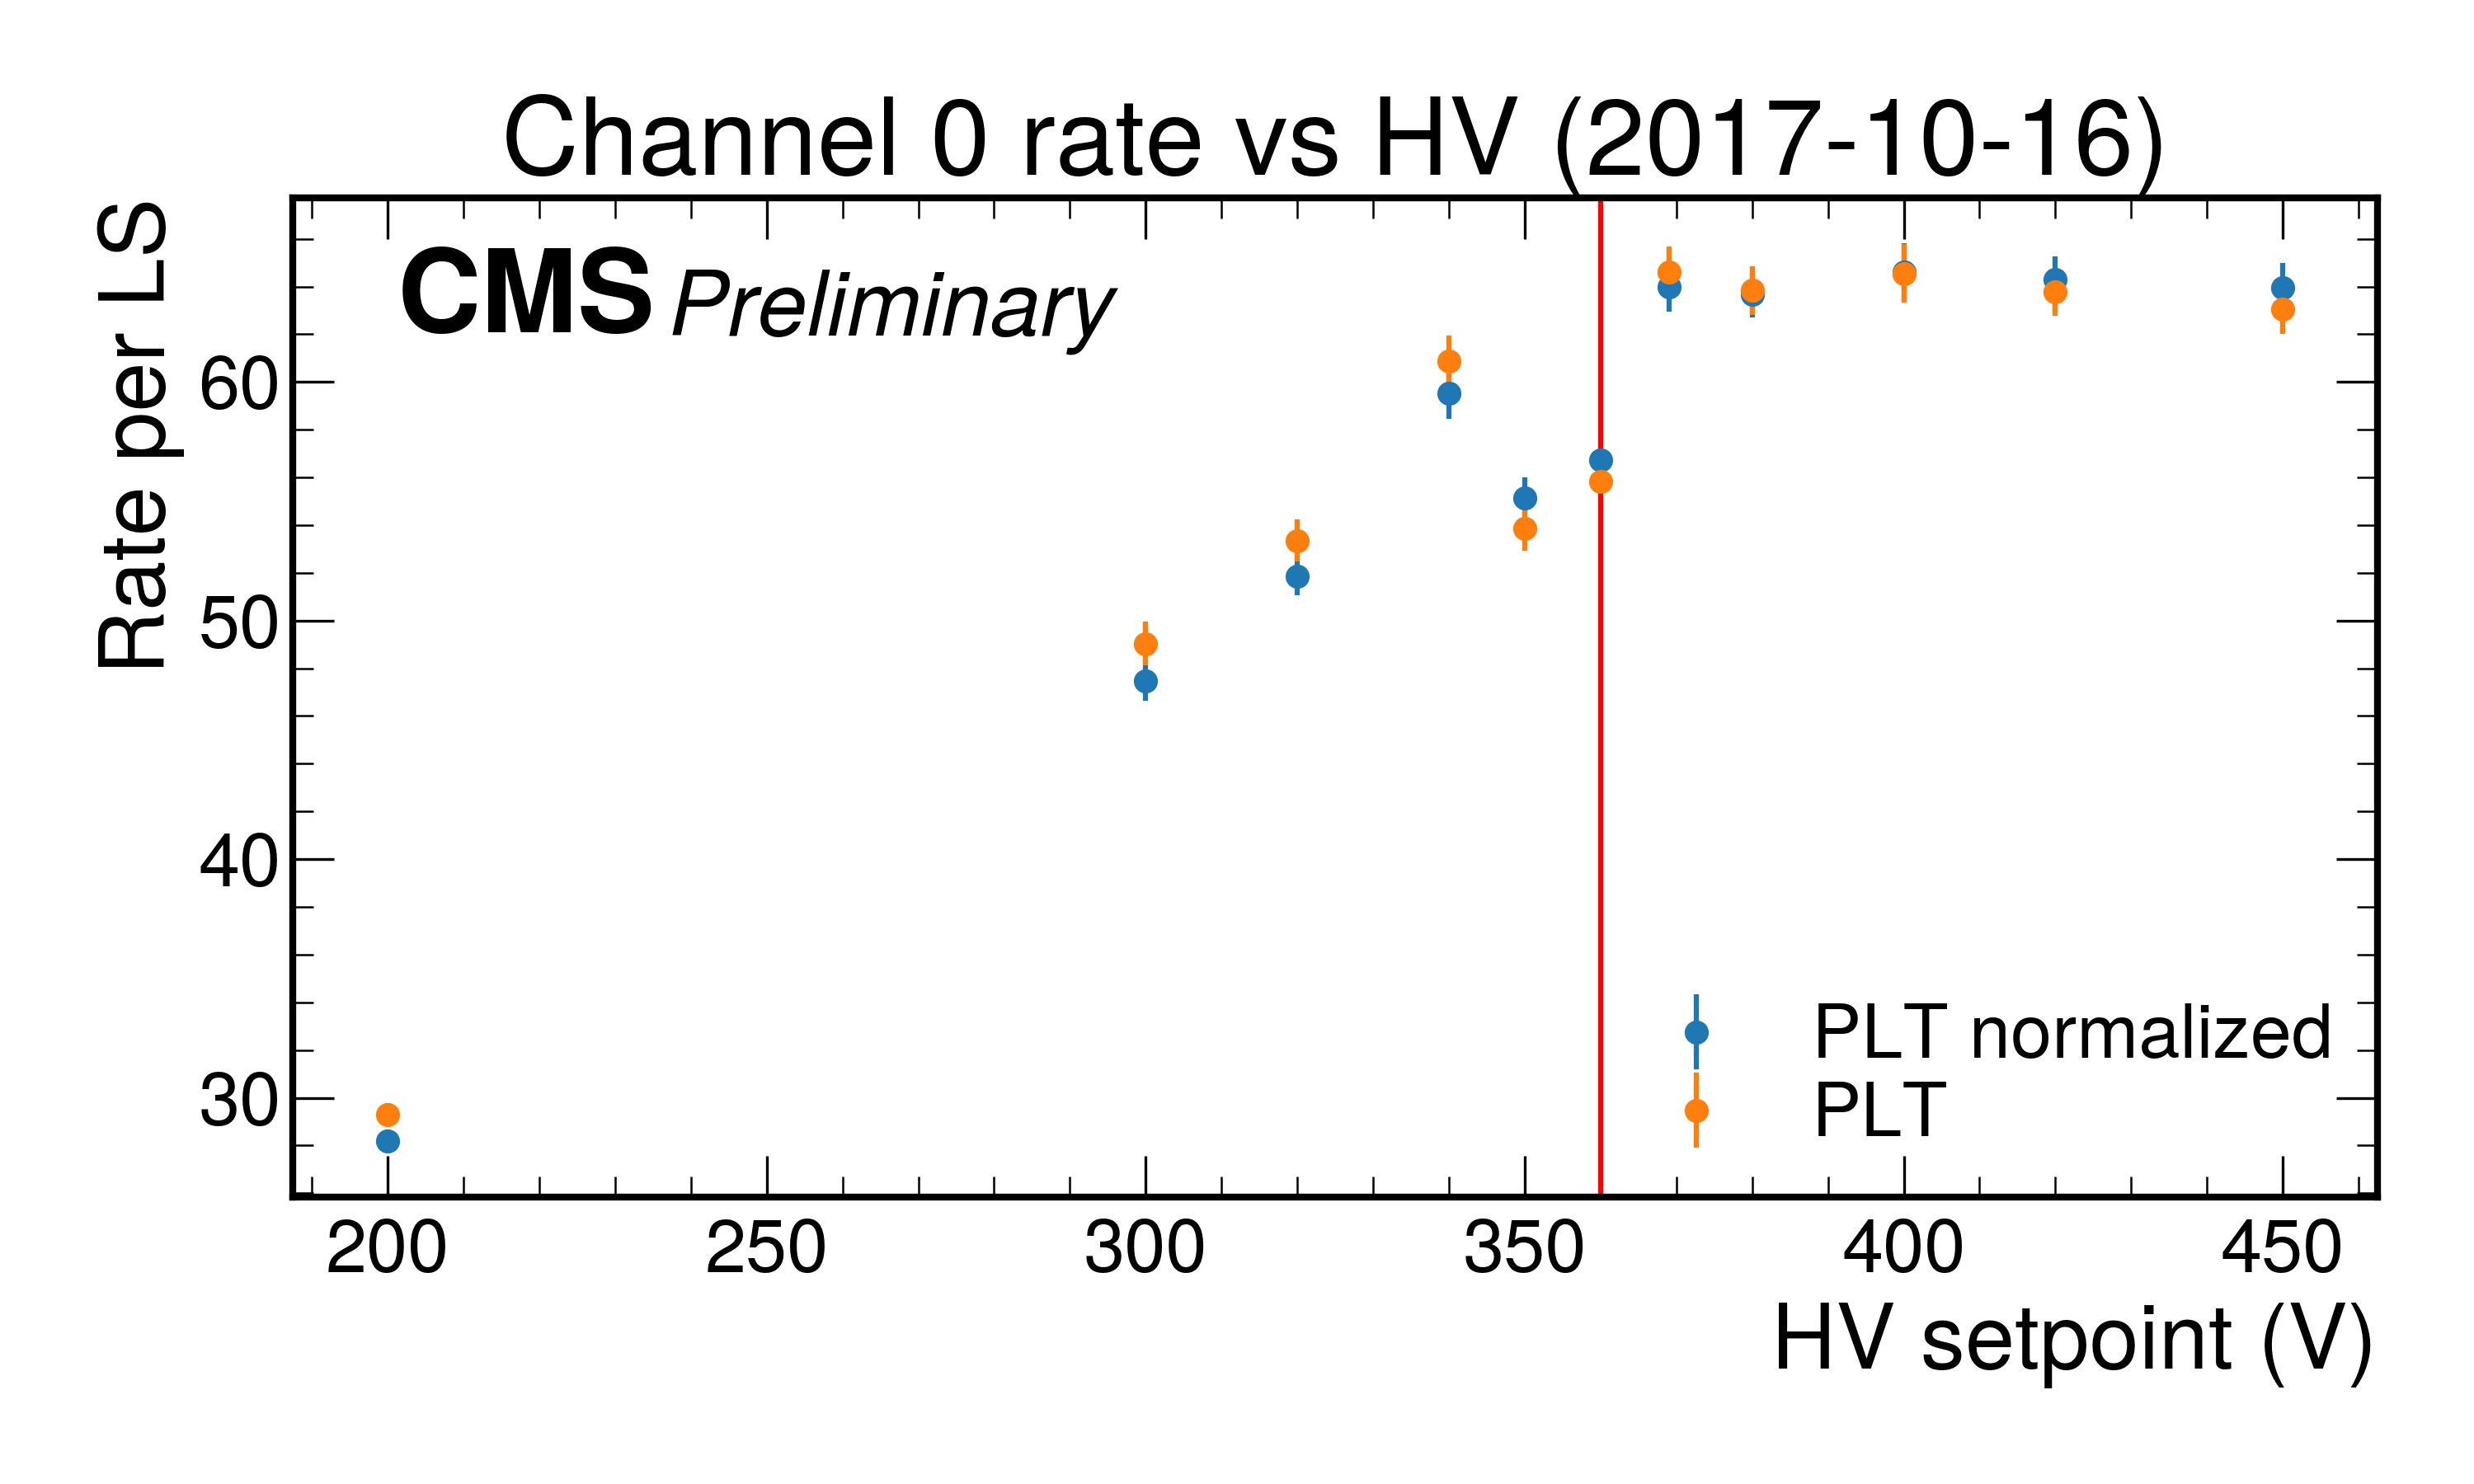 Channel 0 rate vs HV (2017-10-16)
CMS Preliminary
Rate per LS
60
50
40
30
PLT normalized
PLT
200 250 300 350 400 450
HV setpoint (V)